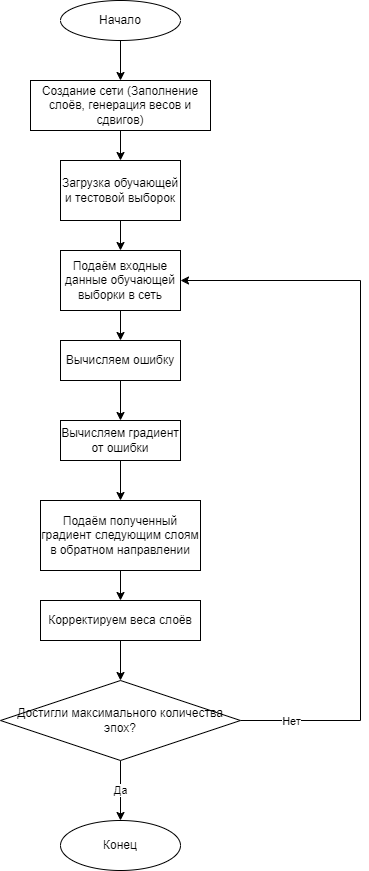 Начало
Создание сети (Заполнение
слоёв, генерация весов и
сдвигов)
Загрузка обучающей
и тестовой выборок
Подаём входные
данные обучающей
выборки в сеть
Вычисляем ошибку
Вычисляем градиент
от ошибки
Подаём полученный
градиент следующим слоям
в обратном направлении
Корректируем веса слоёв
Достигли максимального количества
эпох?
Нет
Да
Конец